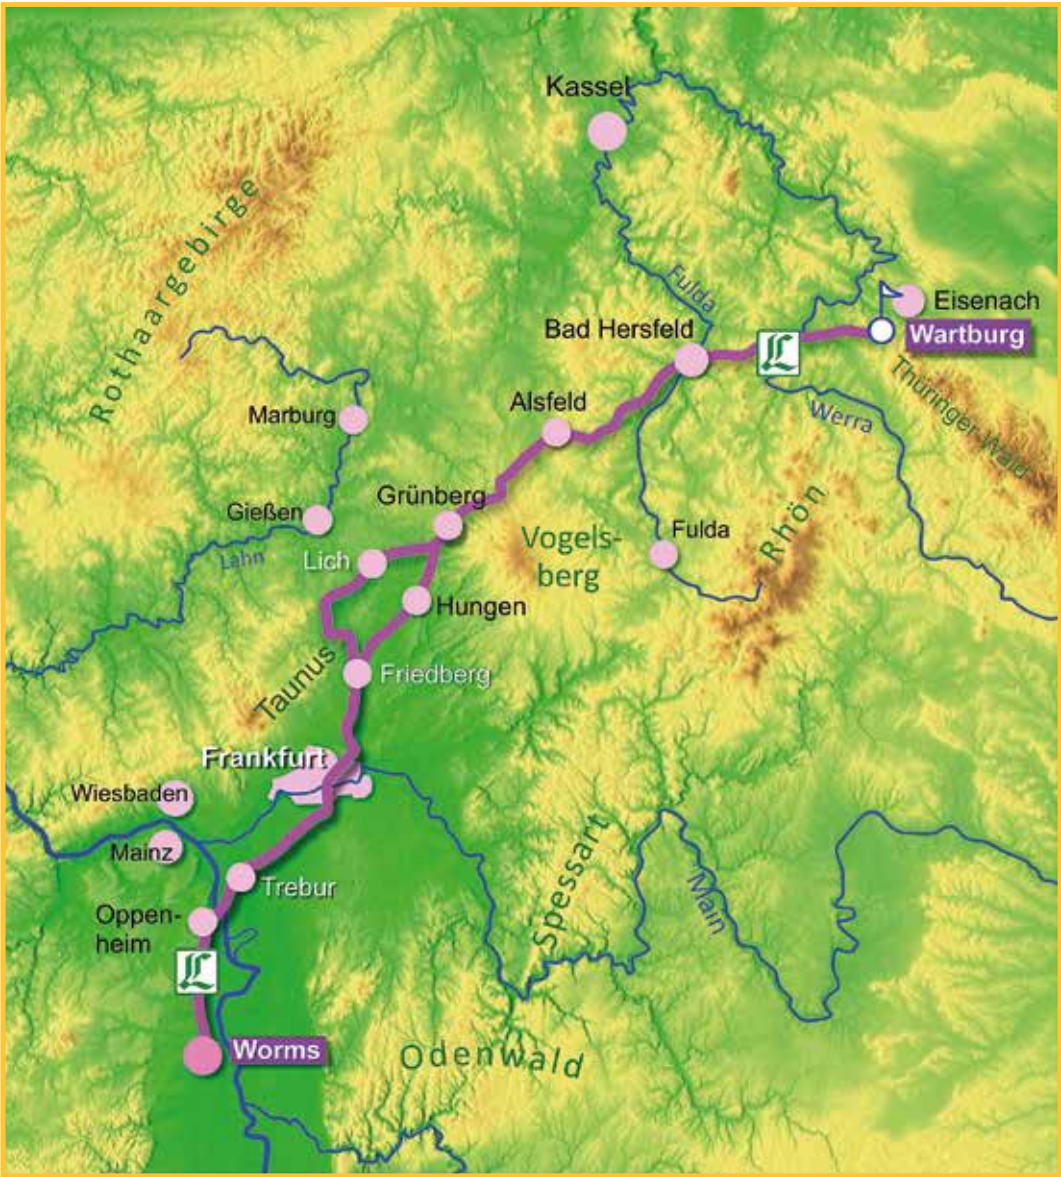 Kassel
Rothaargebirge
Fulda
Eisenach
Wartburg
Bad Hersfeld
L
Thüringer Wald
Alsfeld
Werra
Marburg
Grünberg
Gießen
Lahn
Lich
Vogels-
berg
Fulda
Rhön
Hungen
Taunus
Friedberg
Frankfurt
Wiesbaden
Mainz
Trebur
Spessart
Main
Oppen-
heim
L
Worms
Odenwald